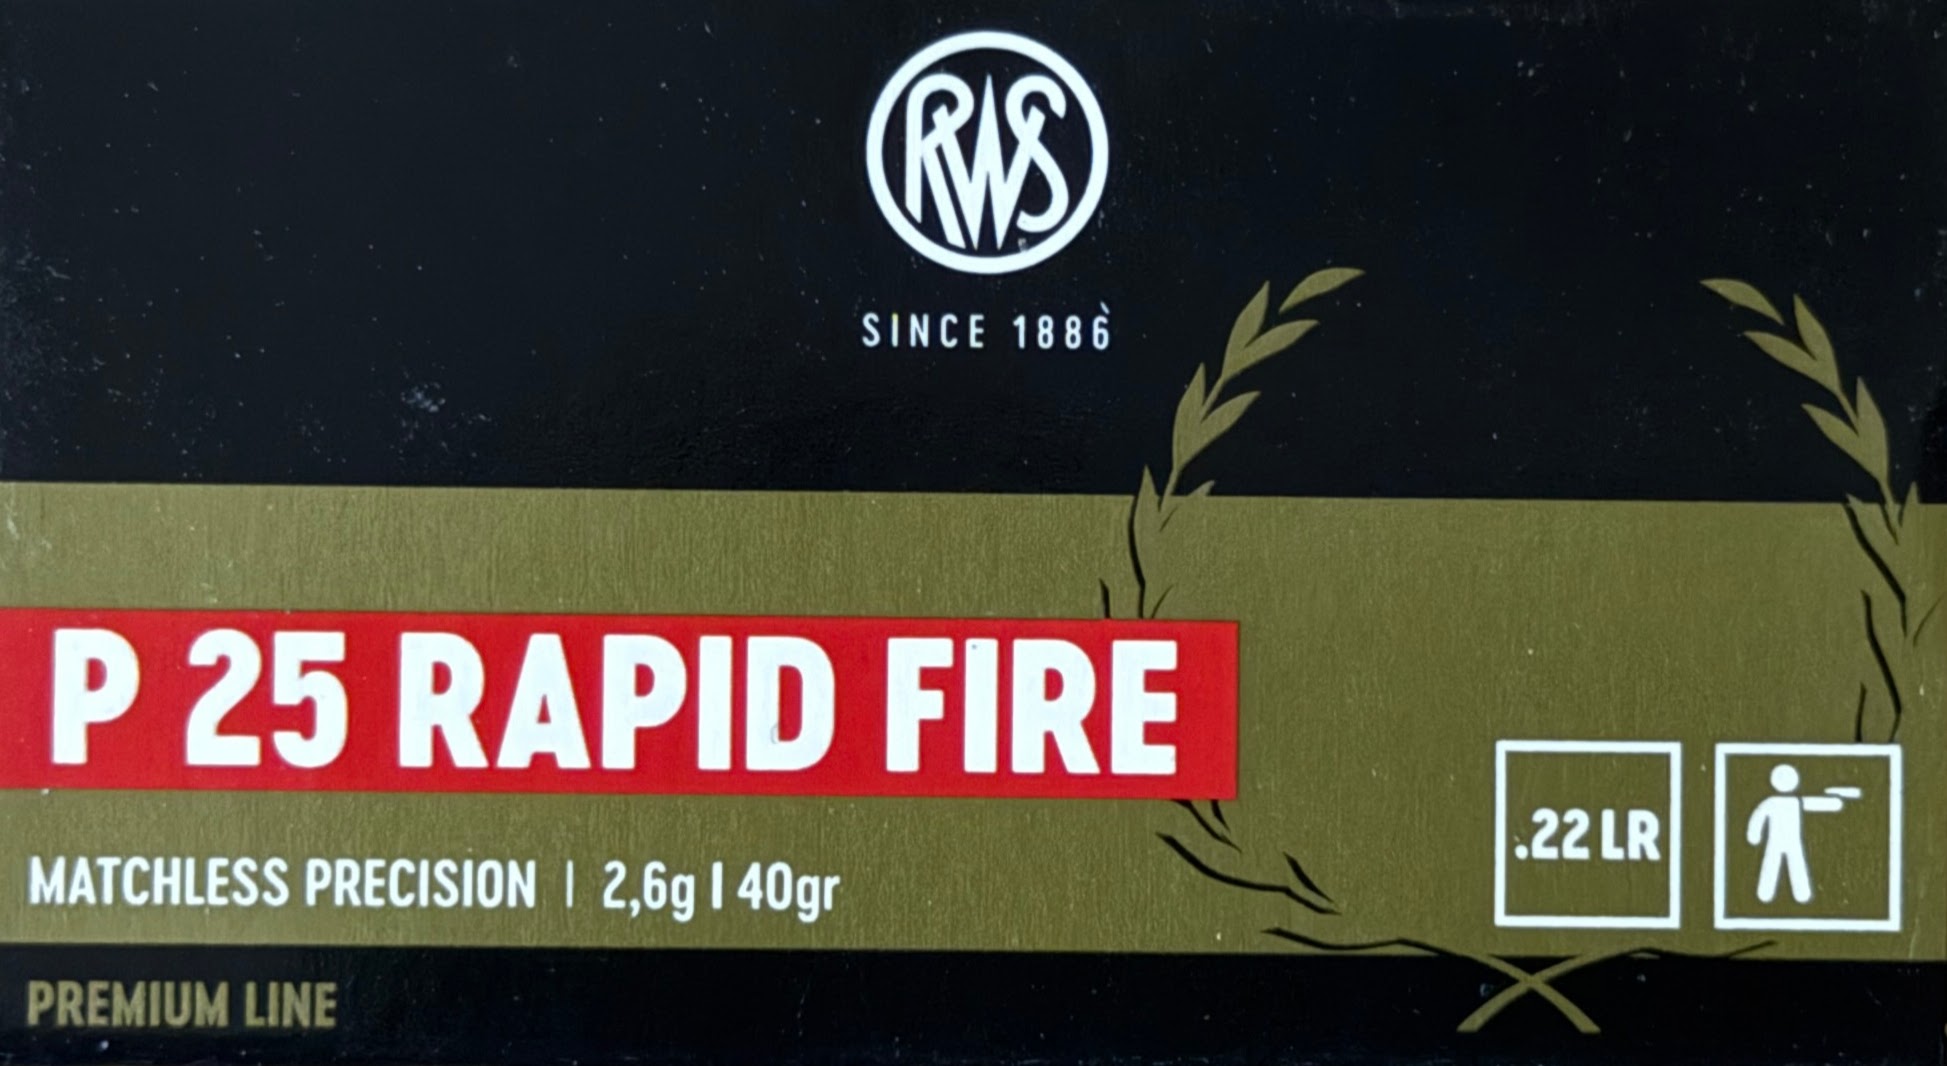 RWS
SINCE 1886
P 25 RAPID FIRE
.22 LR
MATCHLESS PRECISION | 2,6g | 40gr
PREMIUM LINE